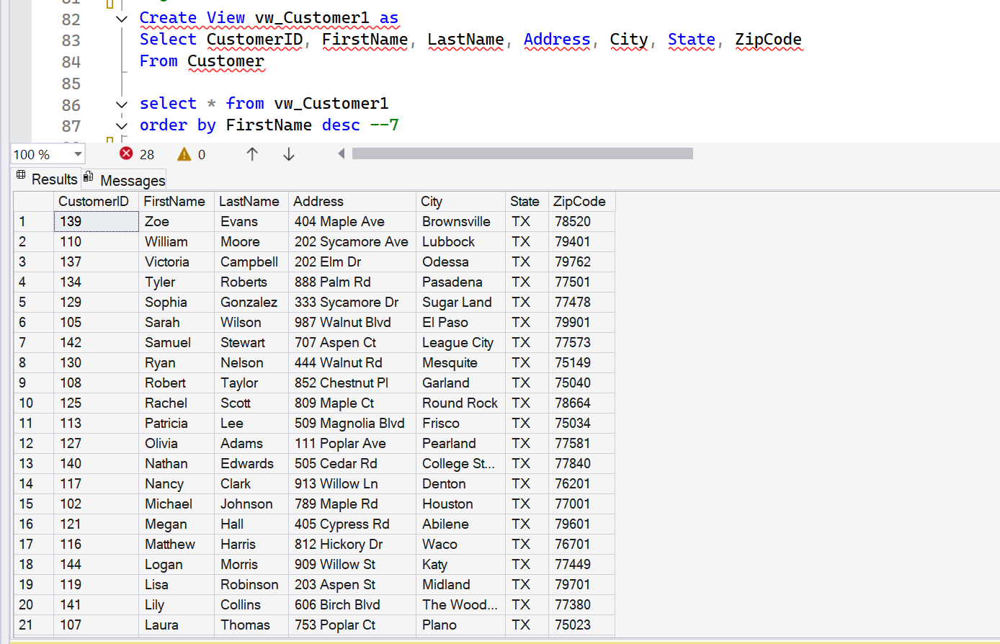 82 Create View vw_Customer1 as
83 Select CustomerID, FirstName, LastName, Address, City, State, ZipCode
84 From Customer
85
86 select * from vw_Customer1
87 order by FirstName desc --7
100 % 28 0
Results Messages
CustomerID FirstName LastName Address City State ZipCode
1 139 Zoe Evans 404 Maple Ave Brownsville TX 78520
2 110 William Moore 202 Sycamore Ave Lubbock TX 79401
3 137 Victoria Campbell 202 Elm Dr Odessa TX 79762
4 134 Tyler Roberts 888 Palm Rd Pasadena TX 77501
5 129 Sophia Gonzalez 333 Sycamore Dr Sugar Land TX 77478
6 105 Sarah Wilson 987 Walnut Blvd El Paso TX 79901
7 142 Samuel Stewart 707 Aspen Ct League City TX 77573
8 130 Ryan Nelson 444 Walnut Rd Mesquite TX 75149
9 108 Robert Taylor 852 Chestnut Pl Garland TX 75040
10 125 Rachel Scott 809 Maple Ct Round Rock TX 78664
11 113 Patricia Lee 509 Magnolia Blvd Frisco TX 75034
12 127 Olivia Adams 111 Poplar Ave Pearland TX 77581
13 140 Nathan Edwards 505 Cedar Rd College St... TX 77840
14 117 Nancy Clark 913 Willow Ln Denton TX 76201
15 102 Michael Johnson 789 Maple Rd Houston TX 77001
16 121 Megan Hall 405 Cypress Rd Abilene TX 79601
17 116 Matthew Harris 812 Hickory Dr Waco TX 76701
18 144 Logan Morris 909 Willow St Katy TX 77449
19 119 Lisa Robinson 203 Aspen St Midland TX 79701
20 141 Lily Collins 606 Birch Blvd The Wood... TX 77380
21 107 Laura Thomas 753 Poplar Ct Plano TX 75023